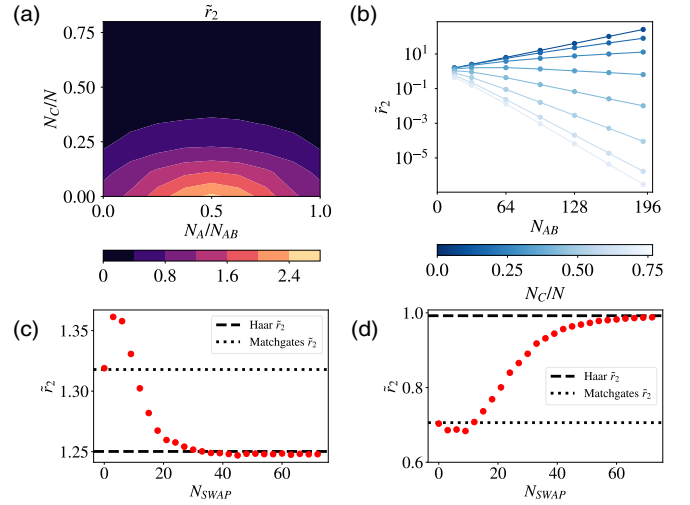 (a)
r̃₂
N_C/N
0.75
0.50
0.25
0.00
0.0
0.5
1.0
N_A/N_AB
0
0.8
1.6
2.4
(b)
r̃₂
10¹
10⁻¹
10⁻³
10⁻⁵
64
128
196
N_AB
0.0
0.25
0.50
0.75
N_C/N
(c)
r̃₂
1.35
1.30
1.25
Haar r̃₂
Matchgates r̃₂
0
20
40
60
N_SWAP
(d)
r̃₂
1.0
0.8
0.6
Haar r̃₂
Matchgates r̃₂
0
20
40
60
N_SWAP